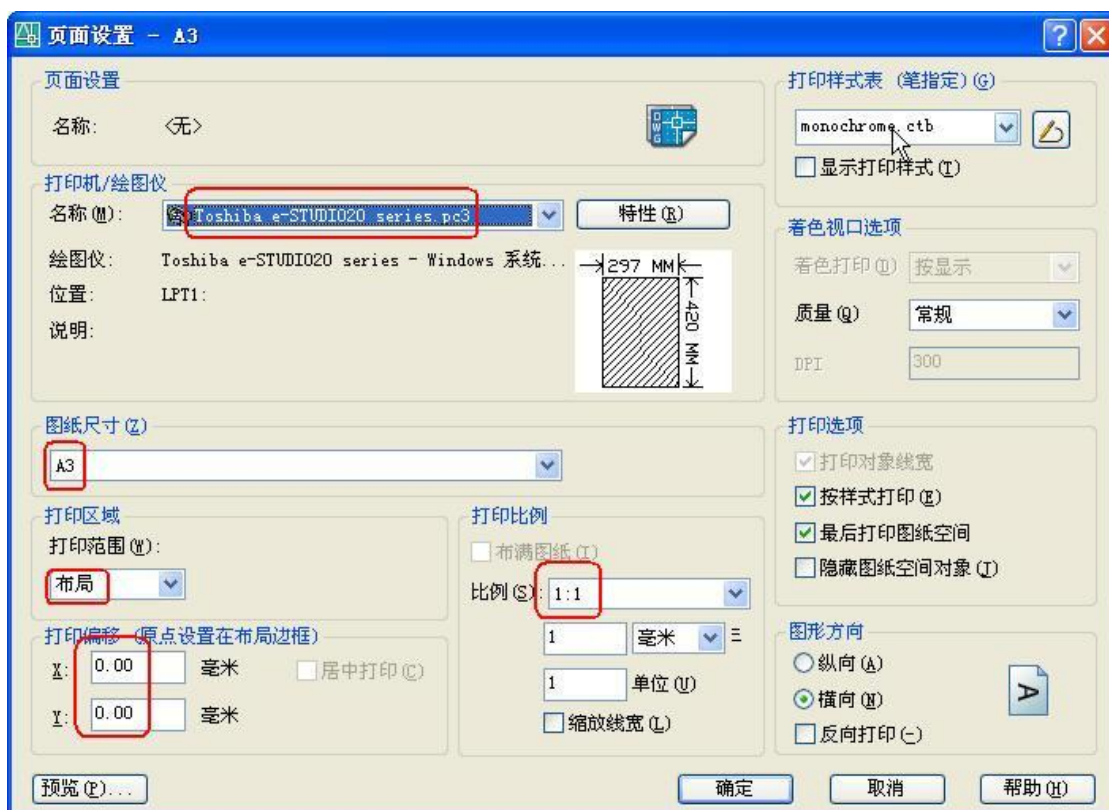 页面设置 - A3
页面设置
名称: <无>
打印机/绘图仪
名称(M): Toshiba e-STUDIO20 series.pc3 特性(R)
绘图仪: Toshiba e-STUDIO20 series - Windows 系统...
位置: LPT1:
说明:
297 MM
420 MM
图纸尺寸(Z)
A3
打印区域
打印范围(W):
布局
打印偏移 (原点设置在布局边框)
X: 0.00 毫米 居中打印(C)
Y: 0.00 毫米
打印比例
布满图纸(I)
比例(S): 1:1
1 毫米
1 单位(U)
缩放线宽(L)
打印样式表 (笔指定)(G)
monochrome.ctb
显示打印样式(T)
着色视口选项
着色打印(D) 按显示
质量(Q) 常规
DPI 300
打印选项
打印对象线宽
按样式打印(E)
最后打印图纸空间
隐藏图纸空间对象(J)
图形方向
纵向(A)
横向(N)
反向打印(-)
A
预览(P)... 确定 取消 帮助(H)